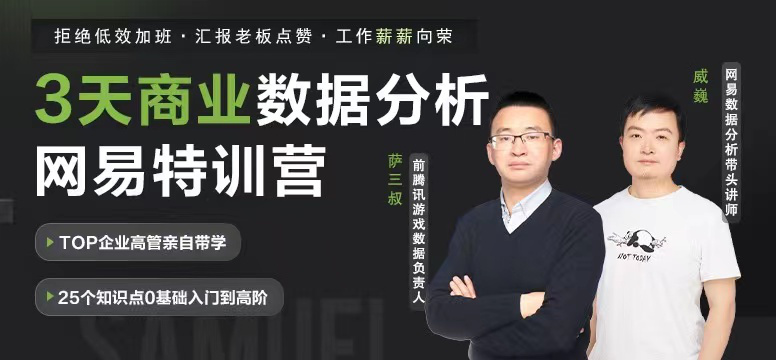 拒绝低效加班·汇报老板点赞·工作薪薪向荣
3天商业数据分析
网易特训营
TOP企业高管亲自带学
25个知识点0基础入门到高阶
萨三叔
前腾讯游戏数据负责人
威巍
网易数据分析带头讲师
NOT TODAY
SAMUEL